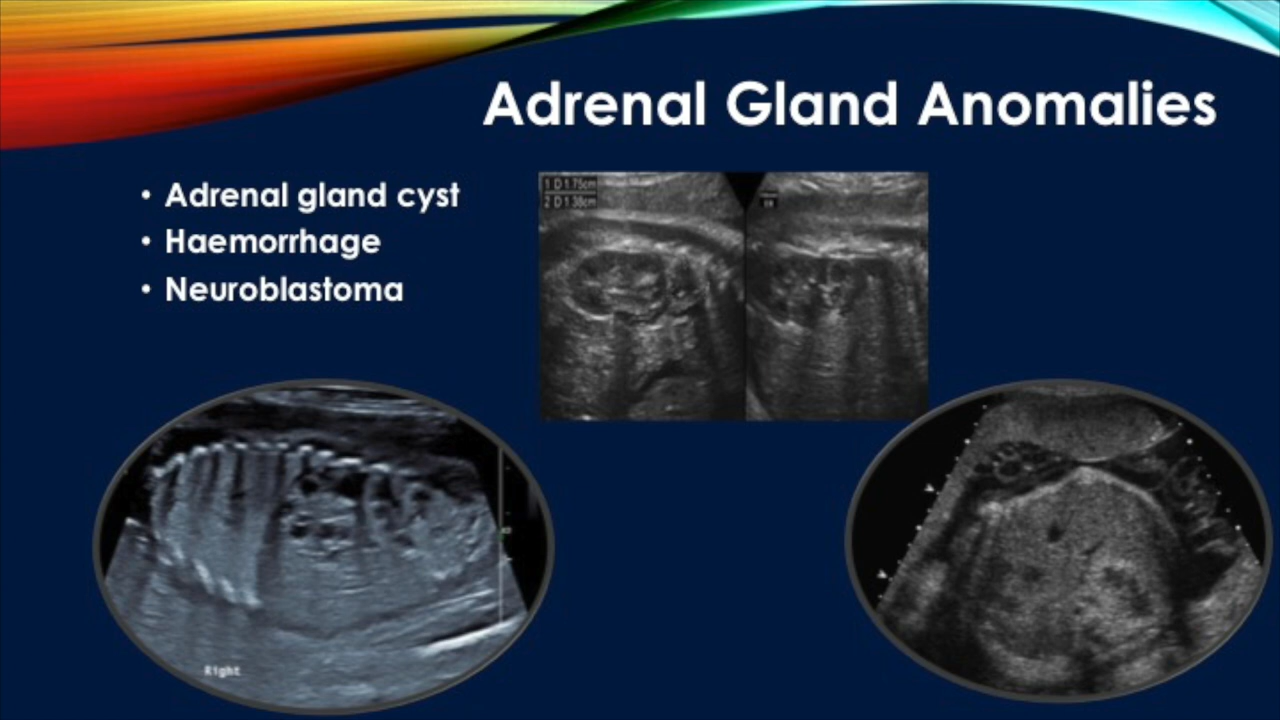 Adrenal Gland Anomalies
• Adrenal gland cyst
• Haemorrhage
• Neuroblastoma
1 D 1.75cm
2 D 1.38cm
Right